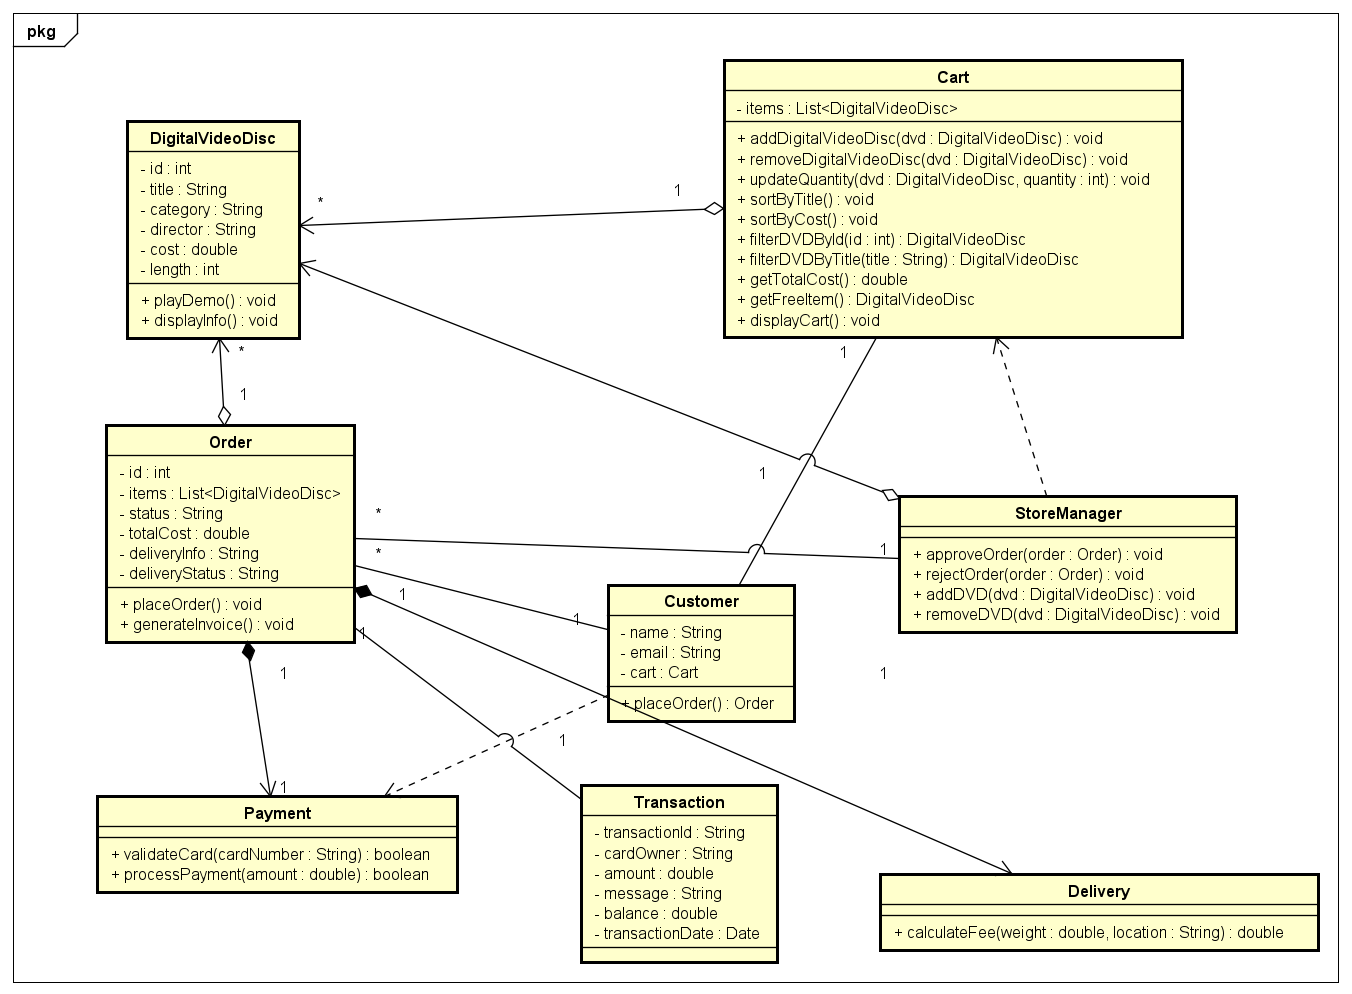 pkg
Cart
- items : List<DigitalVideoDisc>
+ addDigitalVideoDisc(dvd : DigitalVideoDisc) : void
+ removeDigitalVideoDisc(dvd : DigitalVideoDisc) : void
+ updateQuantity(dvd : DigitalVideoDisc, quantity : int) : void
+ sortByTitle() : void
+ sortByCost() : void
+ filterDVDById(id : int) : DigitalVideoDisc
+ filterDVDByTitle(title : String) : DigitalVideoDisc
+ getTotalCost() : double
+ getFreeItem() : DigitalVideoDisc
+ displayCart() : void
DigitalVideoDisc
- id : int
- title : String
- category : String
- director : String
- cost : double
- length : int
+ playDemo() : void
+ displayInfo() : void
*
1
*
1
1
1
Order
- id : int
- items : List<DigitalVideoDisc>
- status : String
- totalCost : double
- deliveryInfo : String
- deliveryStatus : String
+ placeOrder() : void
+ generateInvoice() : void
*
1
*
1
1
1
StoreManager
+ approveOrder(order : Order) : void
+ rejectOrder(order : Order) : void
+ addDVD(dvd : DigitalVideoDisc) : void
+ removeDVD(dvd : DigitalVideoDisc) : void
Customer
- name : String
- email : String
- cart : Cart
+ placeOrder() : Order
1
1
1
1
Payment
+ validateCard(cardNumber : String) : boolean
+ processPayment(amount : double) : boolean
Transaction
- transactionId : String
- cardOwner : String
- amount : double
- message : String
- balance : double
- transactionDate : Date
Delivery
+ calculateFee(weight : double, location : String) : double